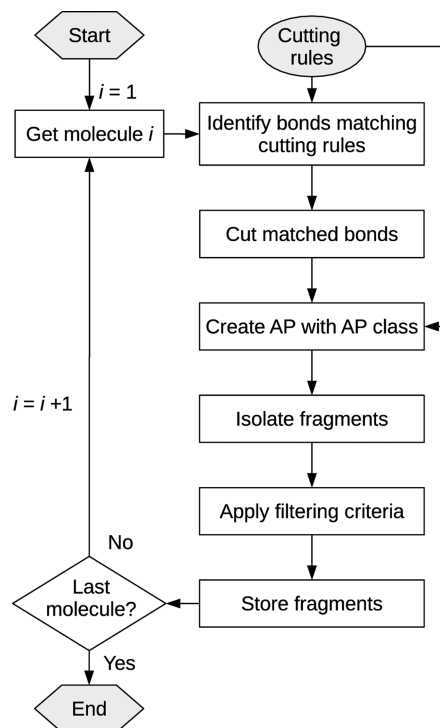 Start
Cutting
rules
i = 1
Get molecule i
Identify bonds matching
cutting rules
Cut matched bonds
Create AP with AP class
i = i +1
Isolate fragments
Apply filtering criteria
No
Last
molecule?
Store fragments
Yes
End